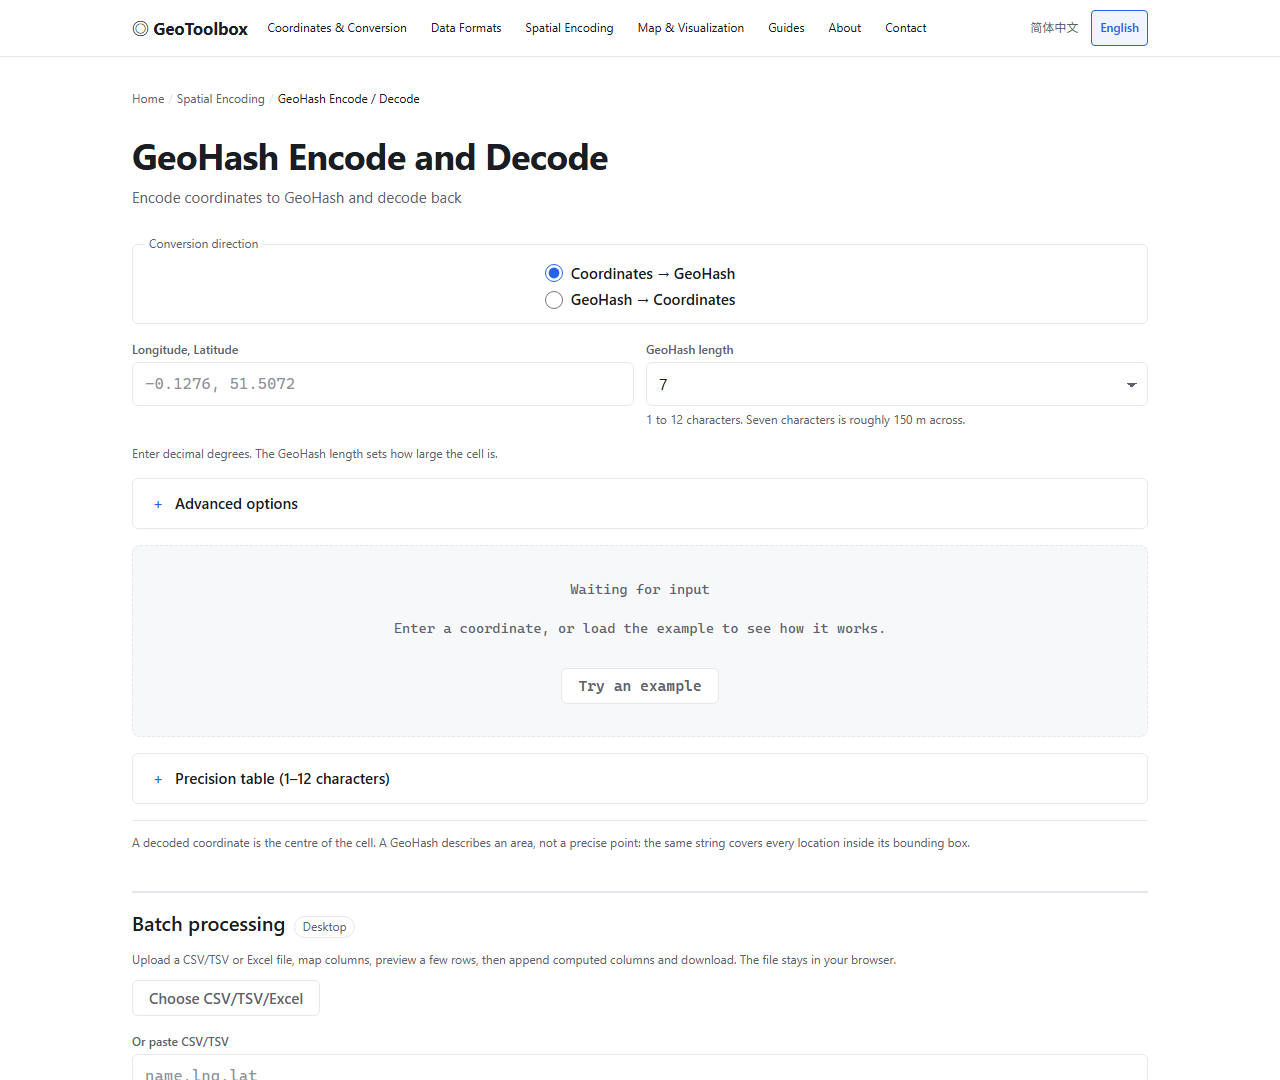 GeoToolbox Coordinates & Conversion Data Formats Spatial Encoding Map & Visualization Guides About Contact 简体中文 English
Home / Spatial Encoding / GeoHash Encode / Decode
GeoHash Encode and Decode
Encode coordinates to GeoHash and decode back
Conversion direction
Coordinates → GeoHash
GeoHash → Coordinates
Longitude, Latitude
−0.1276, 51.5072
GeoHash length
7
1 to 12 characters. Seven characters is roughly 150 m across.
Enter decimal degrees. The GeoHash length sets how large the cell is.
+ Advanced options
Waiting for input
Enter a coordinate, or load the example to see how it works.
Try an example
+ Precision table (1–12 characters)
A decoded coordinate is the centre of the cell. A GeoHash describes an area, not a precise point: the same string covers every location inside its bounding box.
Batch processing Desktop
Upload a CSV/TSV or Excel file, map columns, preview a few rows, then append computed columns and download. The file stays in your browser.
Choose CSV/TSV/Excel
Or paste CSV/TSV
name,lng,lat